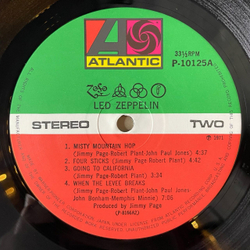 33⅓RPM
ATLANTIC
P-10125A
ZoSo
LED ZEPPELIN
STEREO
TWO
1. MISTY MOUNTAIN HOP
(Jimmy Page-Robert Plant-John Paul Jones) 4:37
2. FOUR STICKS (Jimmy Page-Robert Plant) 4:42
3. GOING TO CALIFORNIA
(Jimmy Page-Robert Plant) 3:36
4. WHEN THE LEVEE BREAKS
(Jimmy Page-Robert Plant-John Paul Jones
John Bonham-Memphis Minnie) 7:06
Produced by Jimmy Page